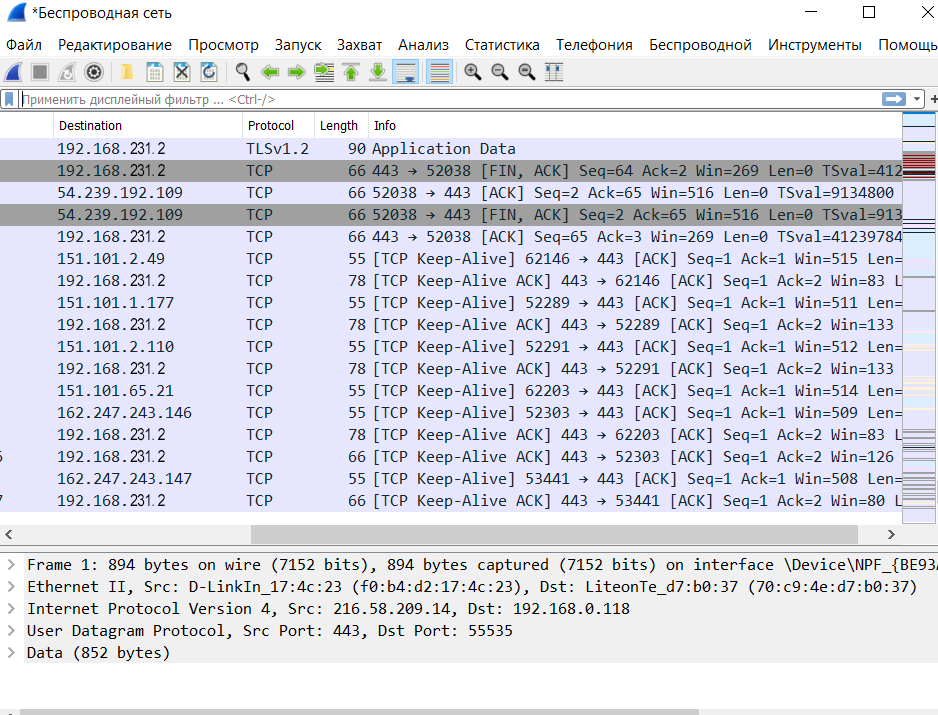 *Беспроводная сеть
Файл Редактирование Просмотр Запуск Захват Анализ Статистика Телефония Беспроводной Инструменты Помощь
Применить дисплейный фильтр ... <Ctrl-/>
Destination Protocol Length Info
192.168.231.2 TLSv1.2 90 Application Data
192.168.231.2 TCP 66 443 → 52038 [FIN, ACK] Seq=64 Ack=2 Win=269 Len=0 TSval=412
54.239.192.109 TCP 66 52038 → 443 [ACK] Seq=2 Ack=65 Win=516 Len=0 TSval=9134800
54.239.192.109 TCP 66 52038 → 443 [FIN, ACK] Seq=2 Ack=65 Win=516 Len=0 TSval=913
192.168.231.2 TCP 66 443 → 52038 [ACK] Seq=65 Ack=3 Win=269 Len=0 TSval=41239784
151.101.2.49 TCP 55 [TCP Keep-Alive] 62146 → 443 [ACK] Seq=1 Ack=1 Win=515 Len=
192.168.231.2 TCP 78 [TCP Keep-Alive ACK] 443 → 62146 [ACK] Seq=1 Ack=2 Win=83 L
151.101.1.177 TCP 55 [TCP Keep-Alive] 52289 → 443 [ACK] Seq=1 Ack=1 Win=511 Len=
192.168.231.2 TCP 78 [TCP Keep-Alive ACK] 443 → 52289 [ACK] Seq=1 Ack=2 Win=133
151.101.2.110 TCP 55 [TCP Keep-Alive] 52291 → 443 [ACK] Seq=1 Ack=1 Win=512 Len=
192.168.231.2 TCP 78 [TCP Keep-Alive ACK] 443 → 52291 [ACK] Seq=1 Ack=2 Win=133
151.101.65.21 TCP 55 [TCP Keep-Alive] 62203 → 443 [ACK] Seq=1 Ack=1 Win=514 Len=
162.247.243.146 TCP 55 [TCP Keep-Alive] 52303 → 443 [ACK] Seq=1 Ack=1 Win=509 Len=
192.168.231.2 TCP 78 [TCP Keep-Alive ACK] 443 → 62203 [ACK] Seq=1 Ack=2 Win=83 L
192.168.231.2 TCP 66 [TCP Keep-Alive ACK] 443 → 52303 [ACK] Seq=1 Ack=2 Win=126
162.247.243.147 TCP 55 [TCP Keep-Alive] 53441 → 443 [ACK] Seq=1 Ack=1 Win=508 Len=
192.168.231.2 TCP 66 [TCP Keep-Alive ACK] 443 → 53441 [ACK] Seq=1 Ack=2 Win=80 L
Frame 1: 894 bytes on wire (7152 bits), 894 bytes captured (7152 bits) on interface \Device\NPF_{BE93A
Ethernet II, Src: D-LinkIn_17:4c:23 (f0:b4:d2:17:4c:23), Dst: LiteonTe_d7:b0:37 (70:c9:4e:d7:b0:37)
Internet Protocol Version 4, Src: 216.58.209.14, Dst: 192.168.0.118
User Datagram Protocol, Src Port: 443, Dst Port: 55535
Data (852 bytes)